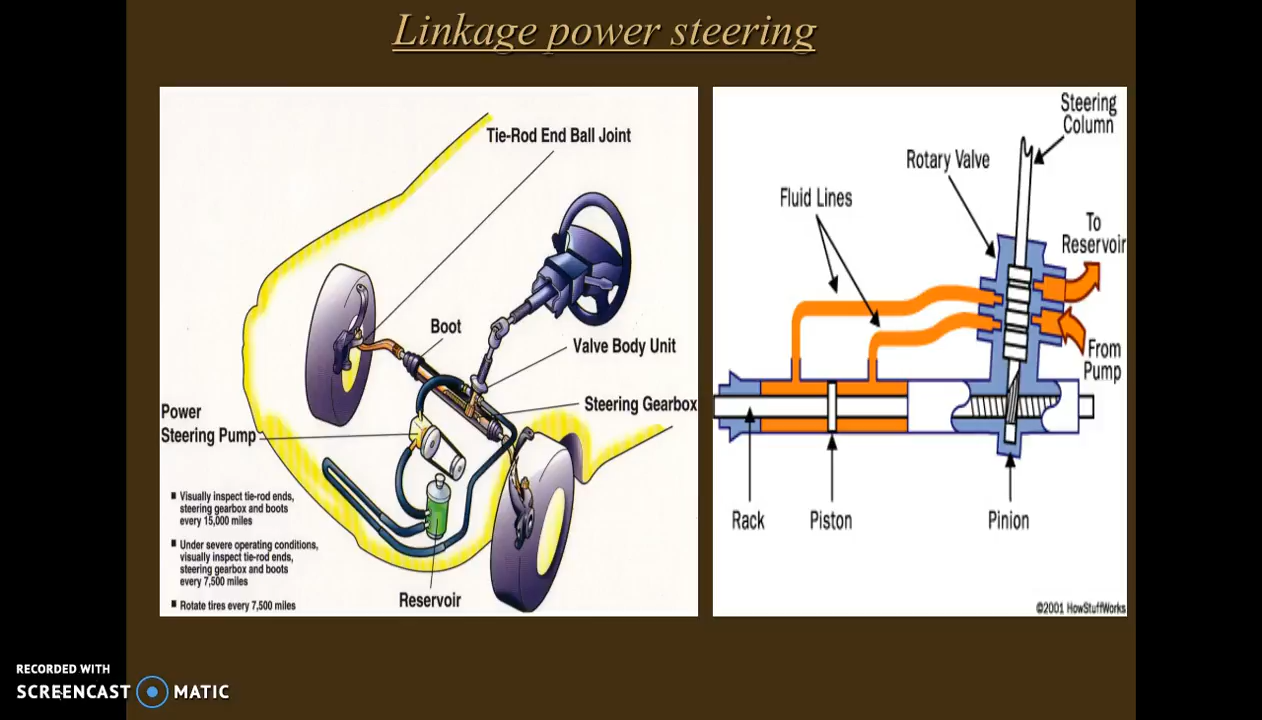 Linkage power steering
Tie-Rod End Ball Joint
Boot
Valve Body Unit
Steering Gearbox
Power
Steering Pump
■ Visually inspect tie-rod ends,
steering gearbox and boots
every 15,000 miles
■ Under severe operating conditions,
visually inspect tie-rod ends,
steering gearbox and boots
every 7,500 miles
■ Rotate tires every 7,500 miles
Reservoir
Steering
Column
Rotary Valve
Fluid Lines
To
Reservoir
From
Pump
Rack
Piston
Pinion
©2001 HowStuffWorks
RECORDED WITH
SCREENCAST MATIC